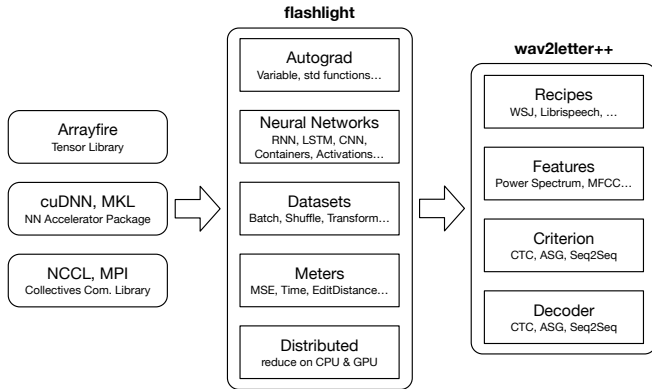 flashlight
wav2letter++
Arrayfire
Tensor Library
cuDNN, MKL
NN Accelerator Package
NCCL, MPI
Collectives Com. Library
Autograd
Variable, std functions…
Neural Networks
RNN, LSTM, CNN,
Containers, Activations…
Datasets
Batch, Shuffle, Transform…
Meters
MSE, Time, EditDistance…
Distributed
reduce on CPU & GPU
Recipes
WSJ, Librispeech, …
Features
Power Spectrum, MFCC…
Criterion
CTC, ASG, Seq2Seq
Decoder
CTC, ASG, Seq2Seq